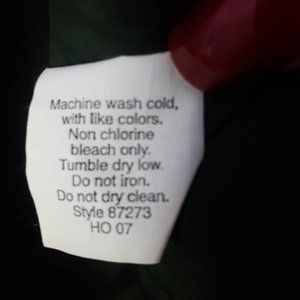 Machine wash cold,
with like colors.
Non chlorine
bleach only.
Tumble dry low.
Do not iron.
Do not dry clean.
Style 87273
HO 07